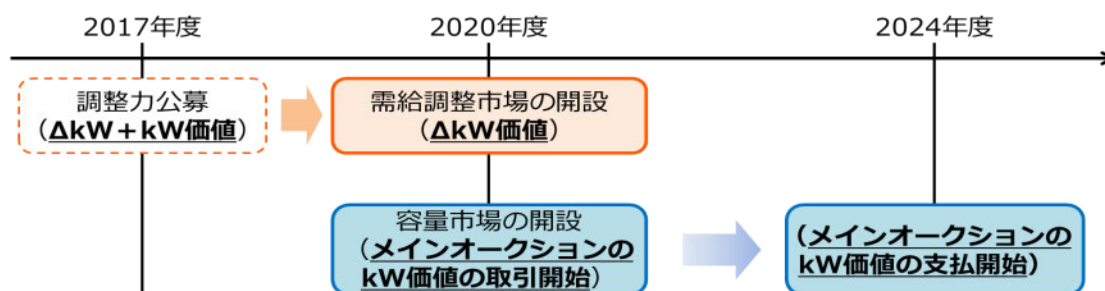 2017年度
2020年度
2024年度
調整力公募
（ΔkW＋kW価値）
需給調整市場の開設
（ΔkW価値）
容量市場の開設
（メインオークションの
kW価値の取引開始）
（メインオークションの
kW価値の支払開始）